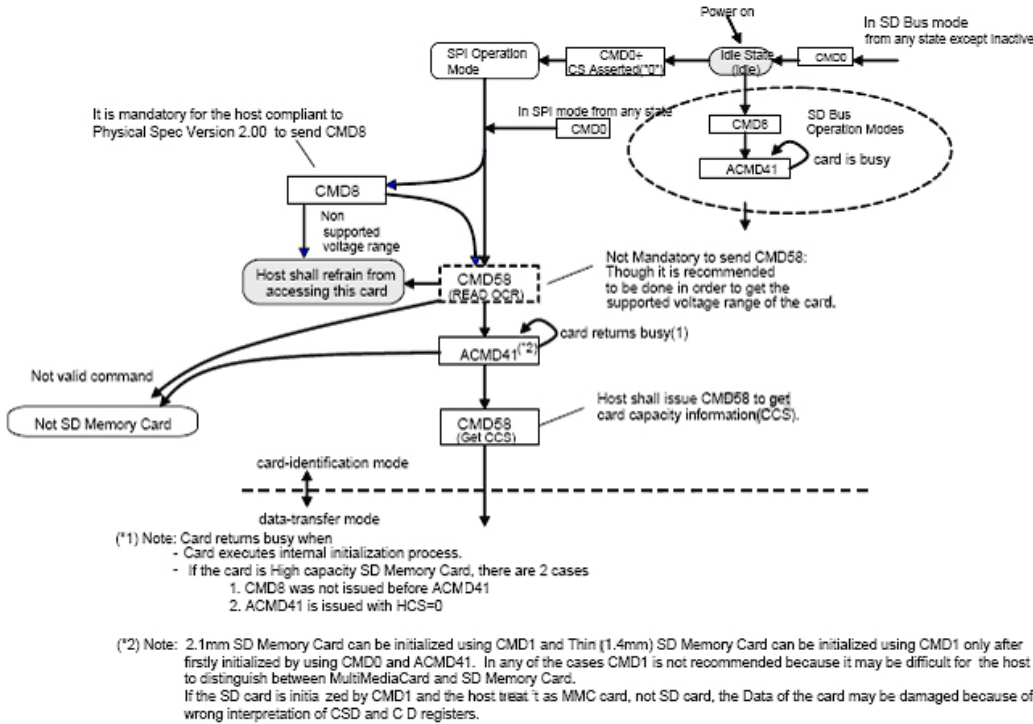 Power on
In SD Bus mode
from any state except inactive
SPI Operation
Mode
CMD0+
CS Asserted("0")
Idle State
(Idle)
CMD0
It is mandatory for the host compliant to
Physical Spec Version 2.00 to send CMD8
In SPI mode from any state
CMD0
CMD8
SD Bus
Operation Modes
ACMD41
card is busy
CMD8
Non
supported
voltage range
Host shall refrain from
accessing this card
CMD58
(READ OCR)
Not Mandatory to send CMD58:
Though it is recommended
to be done in order to get the
supported voltage range of the card.
ACMD41(*2)
card returns busy(1)
Not valid command
Not SD Memory Card
CMD58
(Get CCS)
Host shall issue CMD58 to get
card capacity information(CCS).
card-identification mode
data-transfer mode
(*1) Note: Card returns busy when
- Card executes internal initialization process.
- If the card is High capacity SD Memory Card, there are 2 cases
1. CMD8 was not issued before ACMD41
2. ACMD41 is issued with HCS=0
(*2) Note: 2.1mm SD Memory Card can be initialized using CMD1 and Thin (1.4mm) SD Memory Card can be initialized using CMD1 only after
firstly initialized by using CMD0 and ACMD41. In any of the cases CMD1 is not recommended because it may be difficult for the host
to distinguish between MultiMediaCard and SD Memory Card.
If the SD card is initia zed by CMD1 and the host treat t as MMC card, not SD card, the Data of the card may be damaged because of
wrong interpretation of CSD and C D registers.